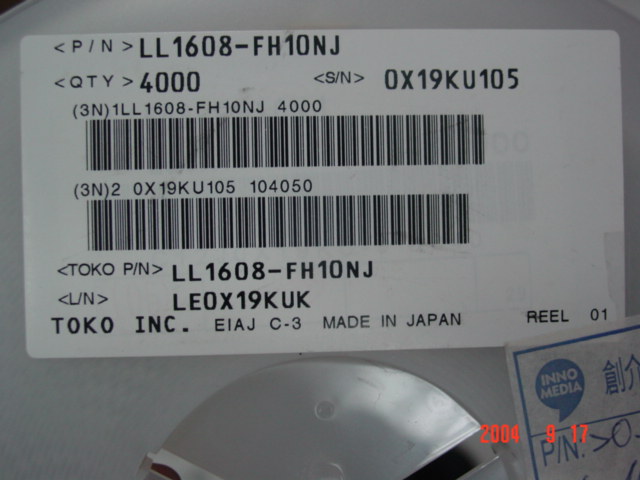 <P/N> LL1608-FH10NJ
<QTY> 4000 <S/N> 0X19KU105
(3N)1LL1608-FH10NJ 4000
(3N)2 0X19KU105 104050
<TOKO P/N> LL1608-FH10NJ
<L/N> LE0X19KUK
TOKO INC. EIAJ C-3 MADE IN JAPAN REEL 01
INNO MEDIA 創介
2004 9 17
P/N: